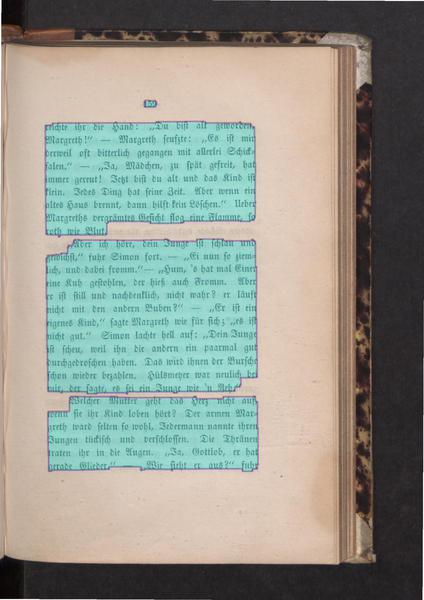 reichte ihr die Hand: „Du bist alt geworden,
Margreth!“ — Margreth seufzte: „Es ist mir
derweil oft bitterlich gegangen mit allerlei Schick-
salen.“ — „Ja, Mädchen, zu spät gefreit, hat
immer gereut! Jetzt bist du alt und das Kind ist
klein. Jedes Ding hat seine Zeit. Aber wenn ein
altes Haus brennt, dann hilft kein Löschen.“ Ueber
Margreths vergrämtes Gesicht flog eine Flamme, so
roth wie Blut.
„Aber ich höre, dein Junge ist schlau und
gewichst,“ fuhr Simon fort. — „Ei nun so ziem-
lich, und dabei fromm.“ — „Hum, 's hat mal Einer
eine Kuh gestohlen, der hieß auch Fromm. Aber
er ist still und nachdenklich, nicht wahr? er läuft
nicht mit den andern Buben?“ — „Er ist ein
eigenes Kind,“ sagte Margreth wie für sich; „es ist
nicht gut.“ Simon lachte hell auf: „Dein Junge
ist scheu, weil ihn die andern ein paarmal gut
durchgedroschen haben. Das wird ihnen der Bursche
schon wieder bezahlen. Hülsmeyer war neulich bei
mir, der sagte, es sei ein Junge wie 'n Reh.“
Welcher Mutter geht das Herz nicht auf,
wenn sie ihr Kind loben hört? Der armen Mar-
greth ward selten so wohl, Jedermann nannte ihren
Jungen tückisch und verschlossen. Die Thränen
traten ihr in die Augen. „Ja, Gottlob, er hat
gerade Glieder.“ — „Wie sieht er aus?“ fuhr